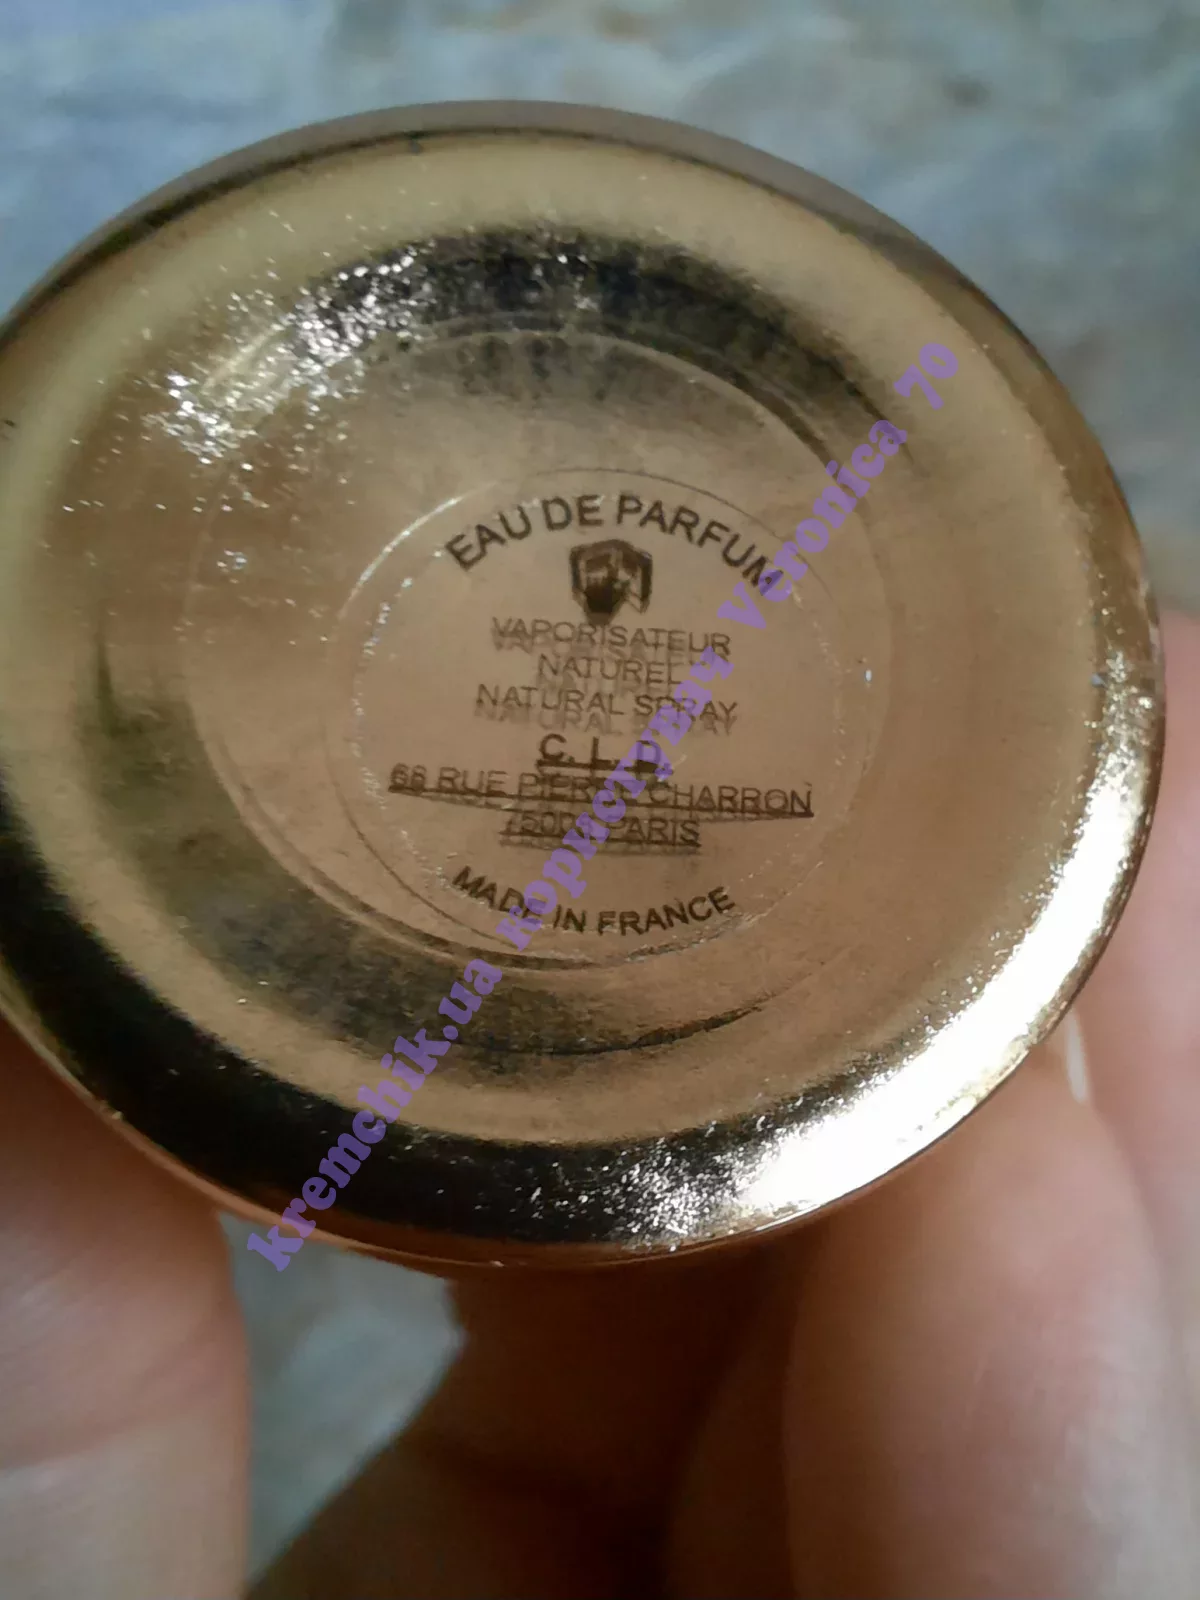 EAU DE PARFUM
VAPORISATEUR
NATUREL
NATURAL SPRAY
66 RUE PIERRE CHARRON
PARIS
MADE IN FRANCE
kremchik.ua користувач Veronica 70